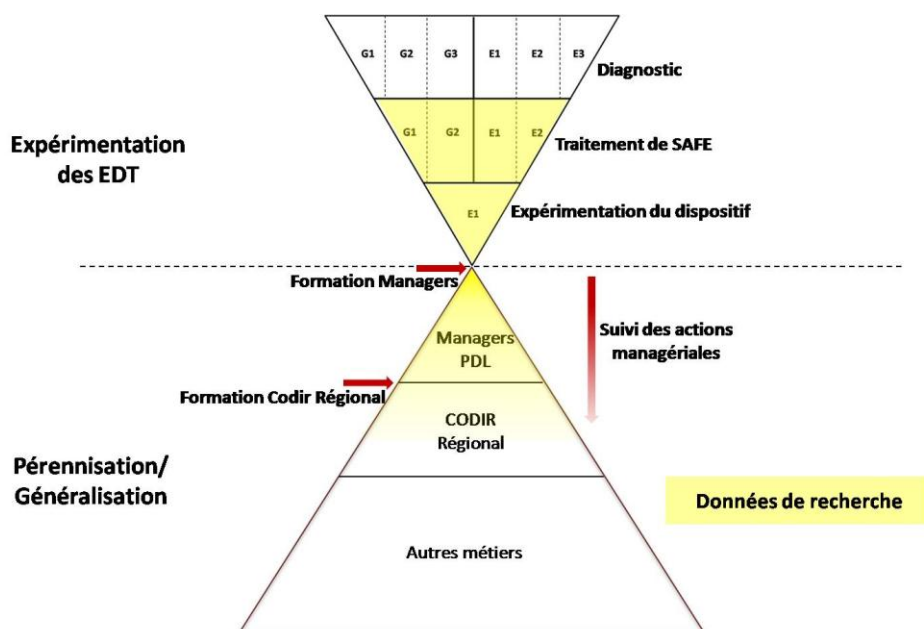 G1 G2 G3 E1 E2 E3
Diagnostic
G1 G2 E1 E2
Traitement de SAFE
Expérimentation
des EDT
E1
Expérimentation du dispositif
Formation Managers
Suivi des actions
managériales
Managers
PDL
Formation Codir Régional
CODIR
Régional
Pérennisation/
Généralisation
Données de recherche
Autres métiers